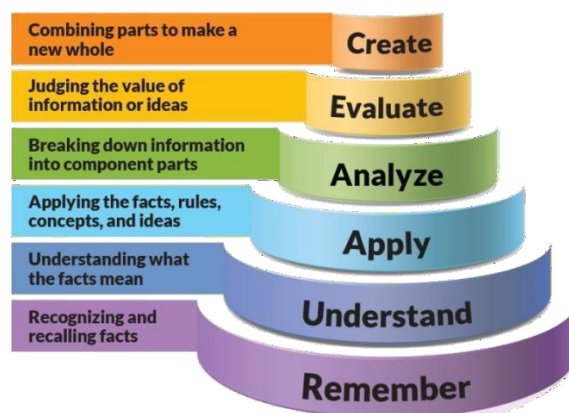 Combining parts to make a
new whole
Create
Judging the value of
information or ideas
Evaluate
Breaking down information
into component parts
Analyze
Applying the facts, rules,
concepts, and ideas
Apply
Understanding what
the facts mean
Understand
Recognizing and
recalling facts
Remember